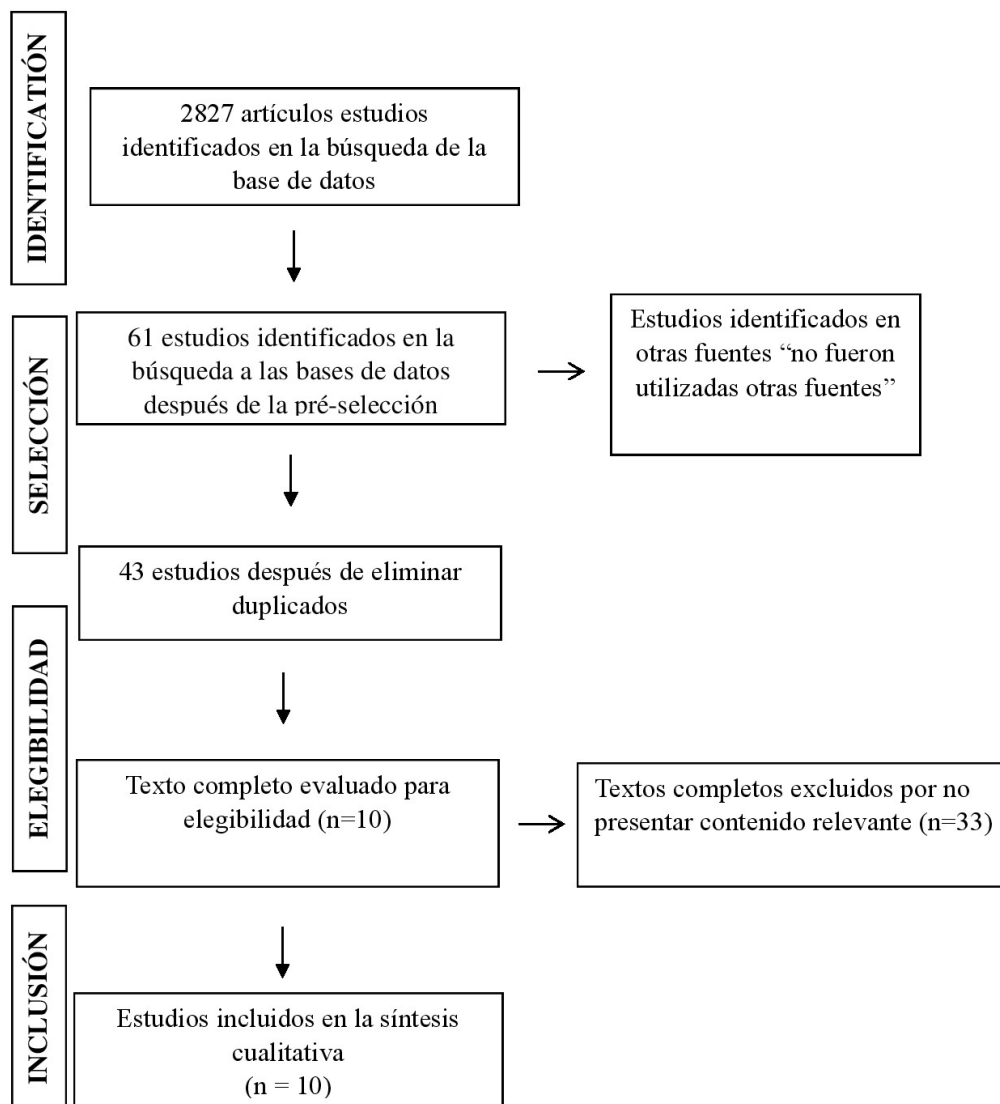 IDENTIFICATIÓN
2827 artículos estudios
identificados en la búsqueda de la
base de datos
SELECCIÓN
61 estudios identificados en la
búsqueda a las bases de datos
después de la pré-selección
Estudios identificados en
otras fuentes “no fueron
utilizadas otras fuentes”
43 estudios después de eliminar
duplicados
ELEGIBILIDAD
Texto completo evaluado para
elegibilidad (n=10)
Textos completos excluidos por no
presentar contenido relevante (n=33)
INCLUSIÓN
Estudios incluidos en la síntesis
cualitativa
(n = 10)